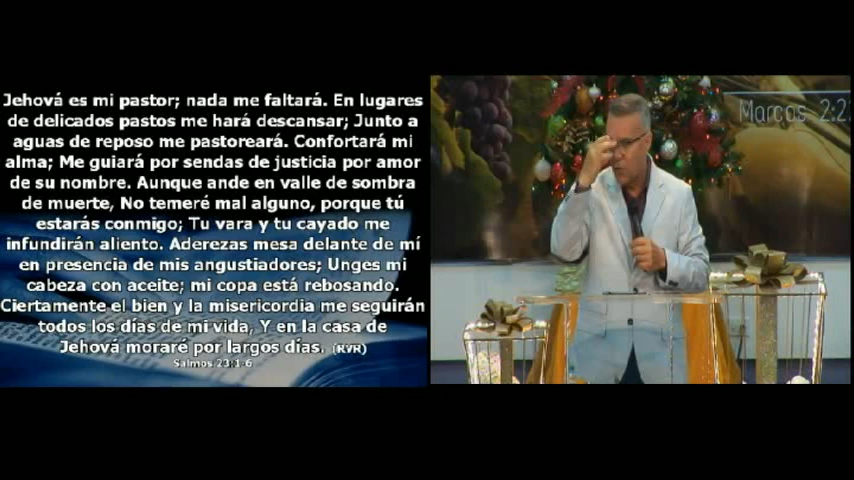 Jehová es mi pastor; nada me faltará. En lugares
de delicados pastos me hará descansar; Junto a
aguas de reposo me pastoreará. Confortará mi
alma; Me guiará por sendas de justicia por amor
de su nombre. Aunque ande en valle de sombra
de muerte, No temeré mal alguno, porque tú
estarás conmigo; Tu vara y tu cayado me
infundirán aliento. Aderezas mesa delante de mí
en presencia de mis angustiadores; Unges mi
cabeza con aceite; mi copa está rebosando.
Ciertamente el bien y la misericordia me seguirán
todos los días de mi vida, Y en la casa de
Jehová moraré por largos días. (RVR)
Salmos 23:1-6
Marcos 2:2